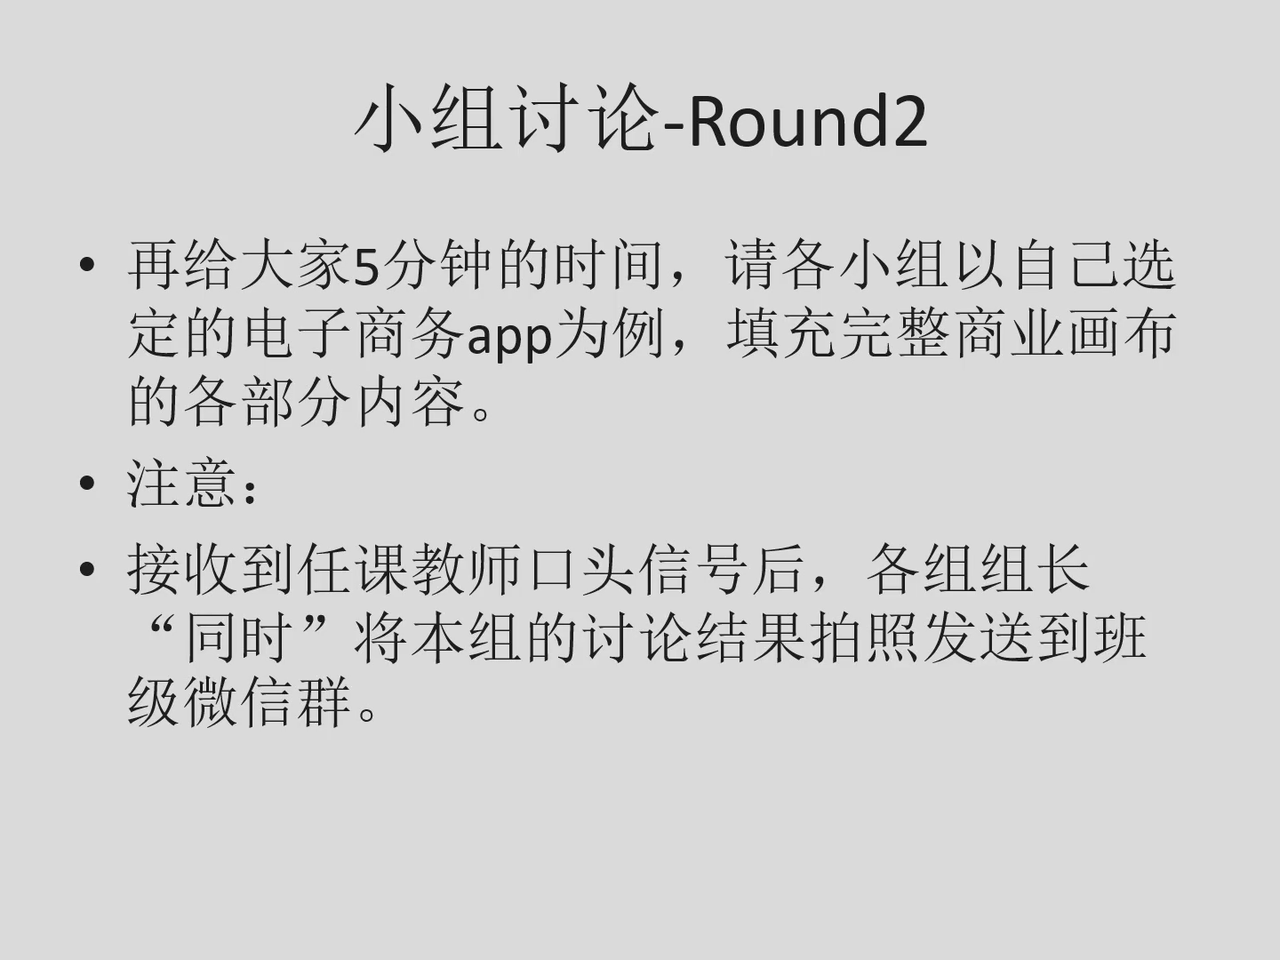 小组讨论-Round2
• 再给大家5分钟的时间，请各小组以自己选
定的电子商务app为例，填充完整商业画布
的各部分内容。
• 注意：
• 接收到任课教师口头信号后，各组组长
“同时”将本组的讨论结果拍照发送到班
级微信群。